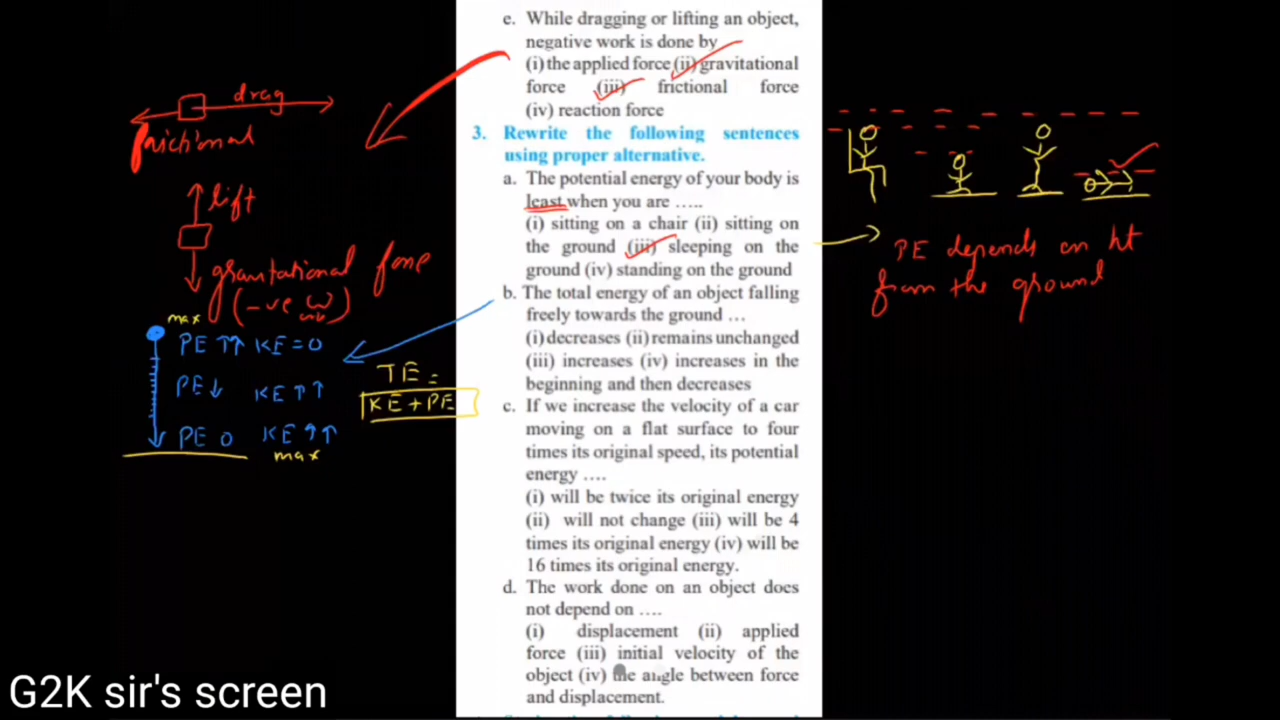 e. While dragging or lifting an object,
negative work is done by
(i) the applied force (ii) gravitational
force (iii) frictional force
(iv) reaction force
3. Rewrite the following sentences
using proper alternative.
a. The potential energy of your body is
least when you are .....
(i) sitting on a chair (ii) sitting on
the ground (iii) sleeping on the
ground (iv) standing on the ground
b. The total energy of an object falling
freely towards the ground ...
(i) decreases (ii) remains unchanged
(iii) increases (iv) increases in the
beginning and then decreases
c. If we increase the velocity of a car
moving on a flat surface to four
times its original speed, its potential
energy ....
(i) will be twice its original energy
(ii) will not change (iii) will be 4
times its original energy (iv) will be
16 times its original energy.
d. The work done on an object does
not depend on ....
(i) displacement (ii) applied
force (iii) initial velocity of the
object (iv) the angle between force
and displacement.
drag
frictional
lift
gravitational force
(-ve W)
max
PE ↑↑ KE = 0
PE ↓ KE ↑↑
PE 0 KE ↑↑
max
TE =
KE + PE
PE depends on ht
from the ground
G2K sir's screen